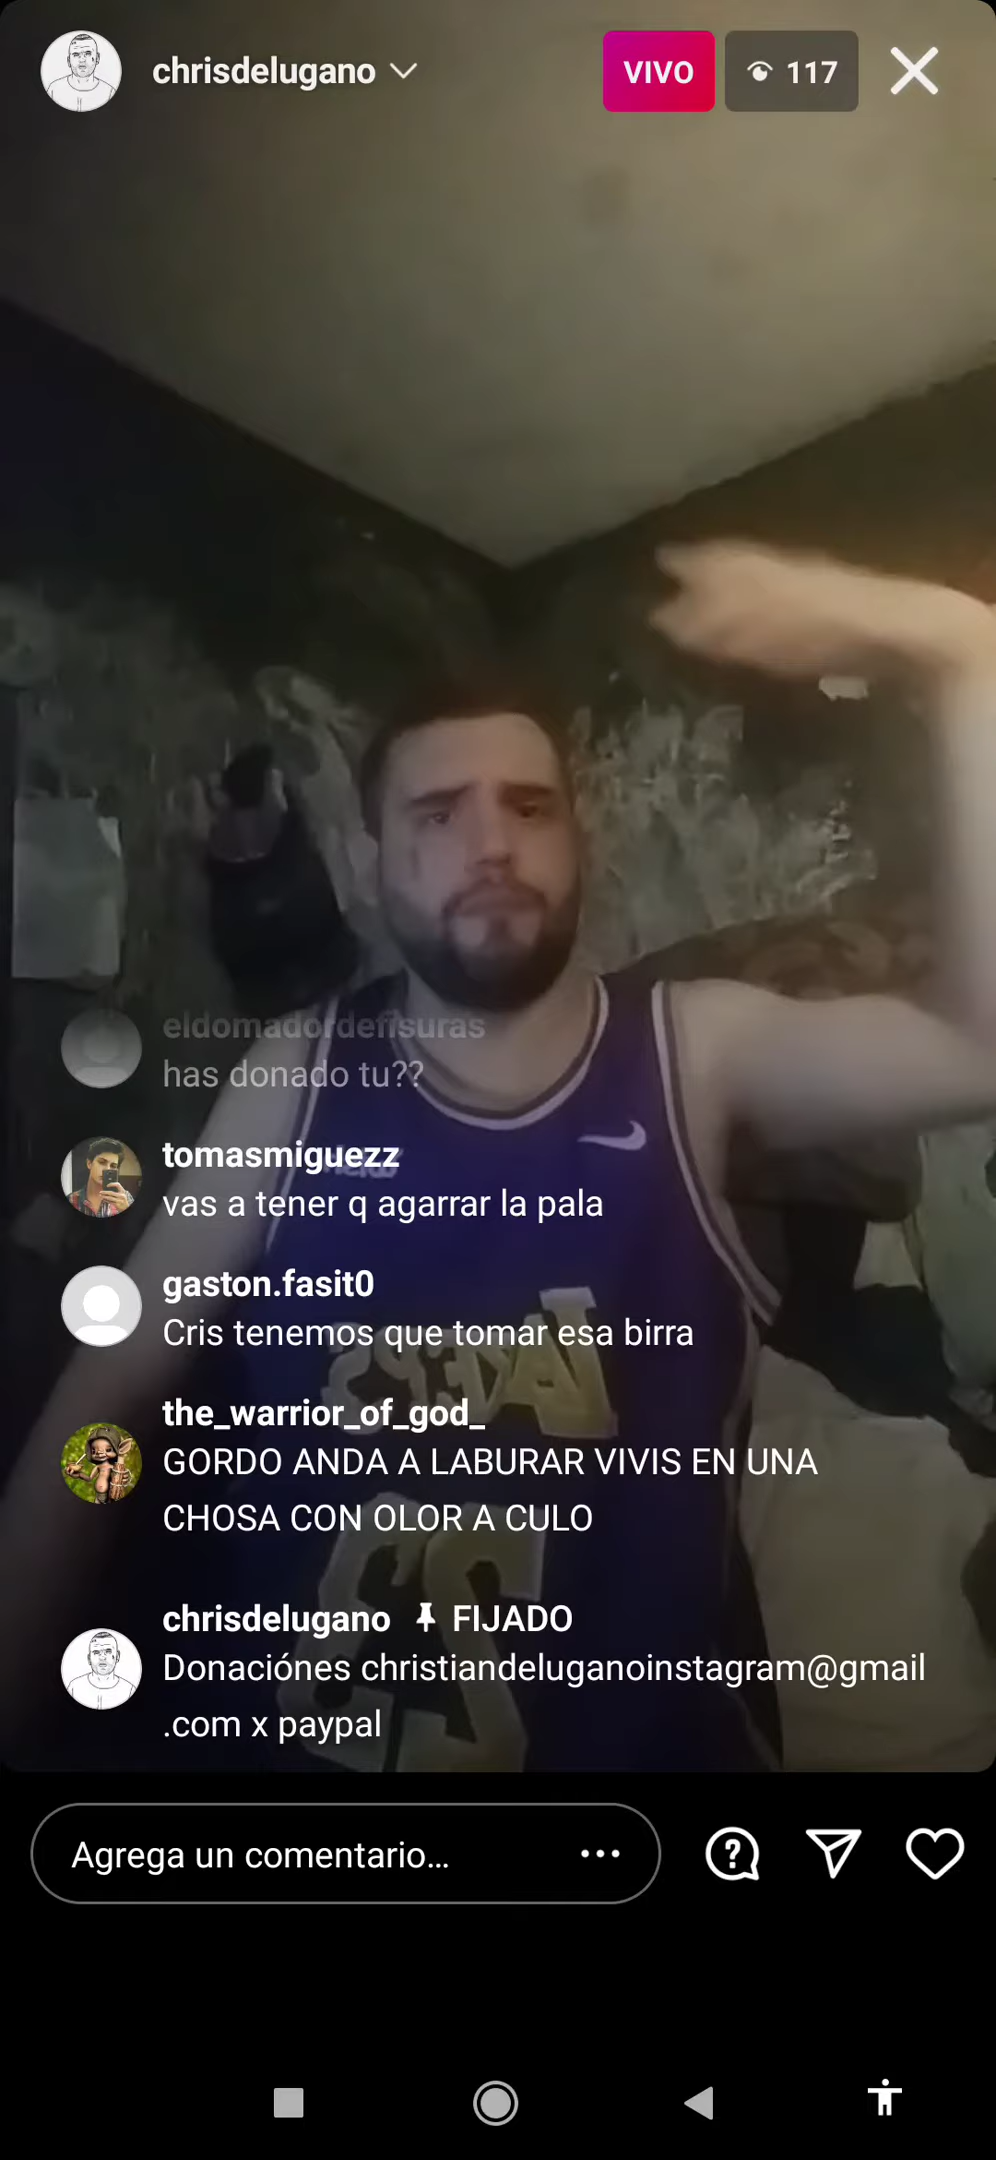 chrisdelugano
VIVO
117
eldomadordefisuras
has donado tu??
tomasmiguezz
vas a tener q agarrar la pala
gaston.fasit0
Cris tenemos que tomar esa birra
the_warrior_of_god_
GORDO ANDA A LABURAR VIVIS EN UNA
CHOSA CON OLOR A CULO
chrisdelugano FIJADO
Donaciónes christiandeluganoinstagram@gmail
.com x paypal
LAKERS
Agrega un comentario...